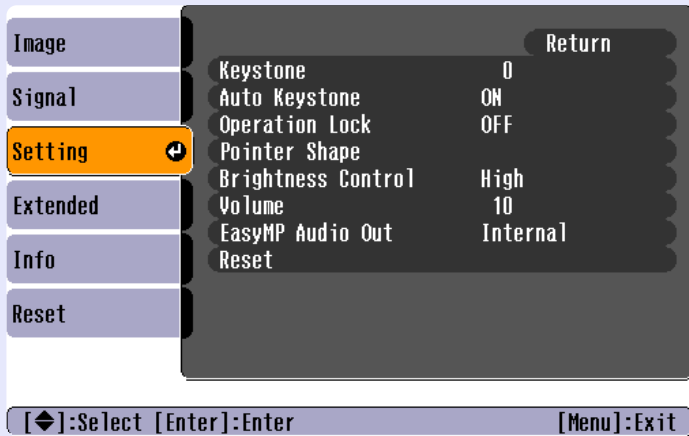 Image
Signal
Setting
Extended
Info
Reset
Return
Keystone 0
Auto Keystone ON
Operation Lock OFF
Pointer Shape
Brightness Control High
Volume 10
EasyMP Audio Out Internal
Reset
[◆]:Select [Enter]:Enter [Menu]:Exit